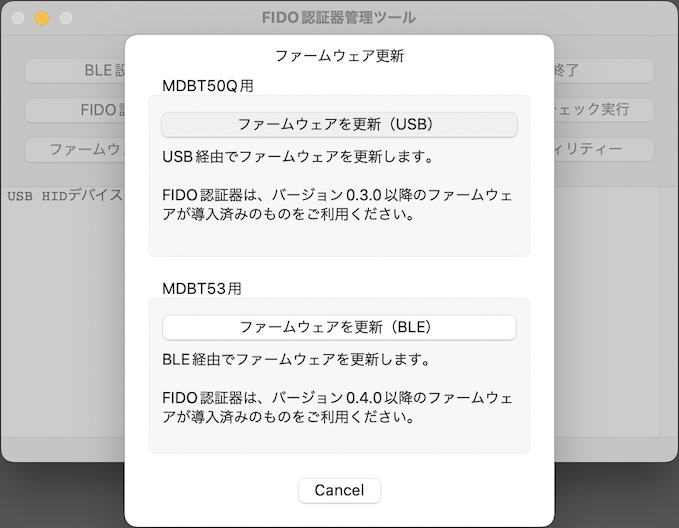 FIDO認証器管理ツール
ファームウェア更新
MDBT50Q用
BLE設
終了
ファームウェアを更新（USB）
FIDO認
チェック実行
USB経由でファームウェアを更新します。
ファームウ
ィリティー
USB HIDデバイス
FIDO認証器は、バージョン0.3.0以降のファームウェ
アが導入済みのものをご利用ください。
MDBT53用
ファームウェアを更新（BLE）
BLE経由でファームウェアを更新します。
FIDO認証器は、バージョン0.4.0以降のファームウェ
アが導入済みのものをご利用ください。
Cancel